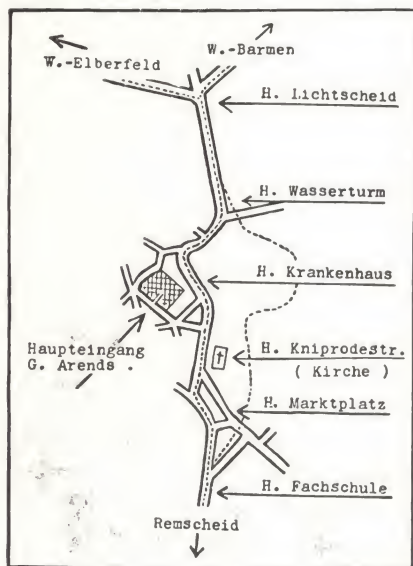 W.-Barmen
W.-Elberfeld
H. Lichtscheid
H. Wasserturm
H. Krankenhaus
Haupteingang
G. Arends .
H. Kniprodestr.
( Kirche )
H. Marktplatz
H. Fachschule
Remscheid